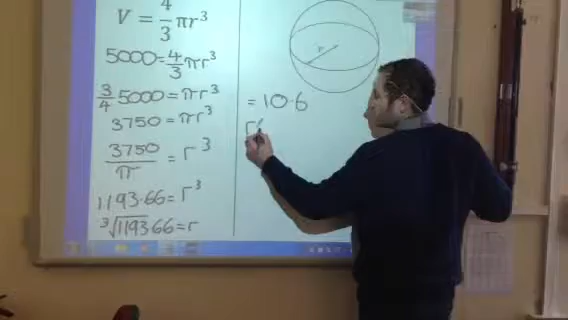 V = 4/3 πr³
5000 = 4/3 πr³
3/4 5000 = πr³
3750 = πr³
3750/π = r³
1193.66 = r³
³√1193.66 = r
r
= 10.6
r